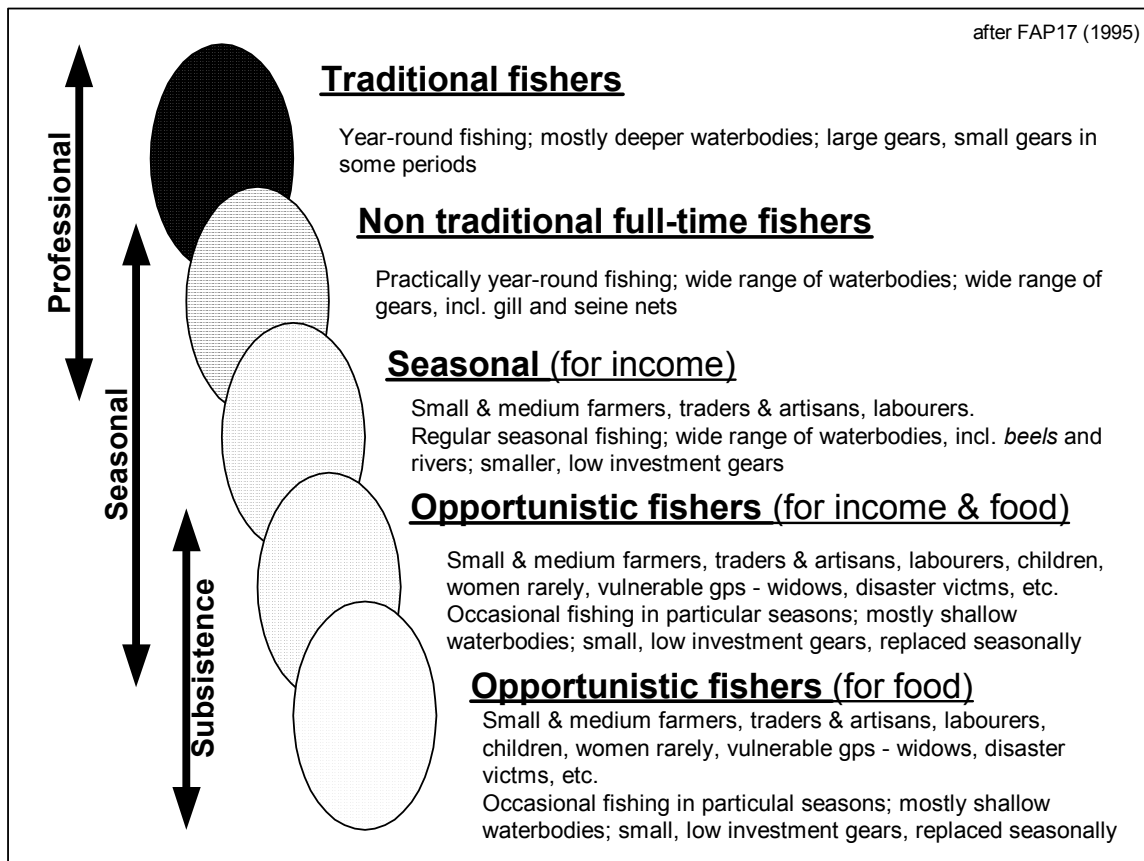 after FAP17 (1995)
Traditional fishers
Year-round fishing; mostly deeper waterbodies; large gears, small gears in
some periods
Non traditional full-time fishers
Practically year-round fishing; wide range of waterbodies; wide range of
gears, incl. gill and seine nets
Seasonal (for income)
Small & medium farmers, traders & artisans, labourers.
Regular seasonal fishing; wide range of waterbodies, incl. beels and
rivers; smaller, low investment gears
Opportunistic fishers (for income & food)
Small & medium farmers, traders & artisans, labourers, children,
women rarely, vulnerable gps - widows, disaster victms, etc.
Occasional fishing in particular seasons; mostly shallow
waterbodies; small, low investment gears, replaced seasonally
Opportunistic fishers (for food)
Small & medium farmers, traders & artisans, labourers,
children, women rarely, vulnerable gps - widows, disaster
victms, etc.
Occasional fishing in particulal seasons; mostly shallow
waterbodies; small, low investment gears, replaced seasonally
Professional
Seasonal
Subsistence